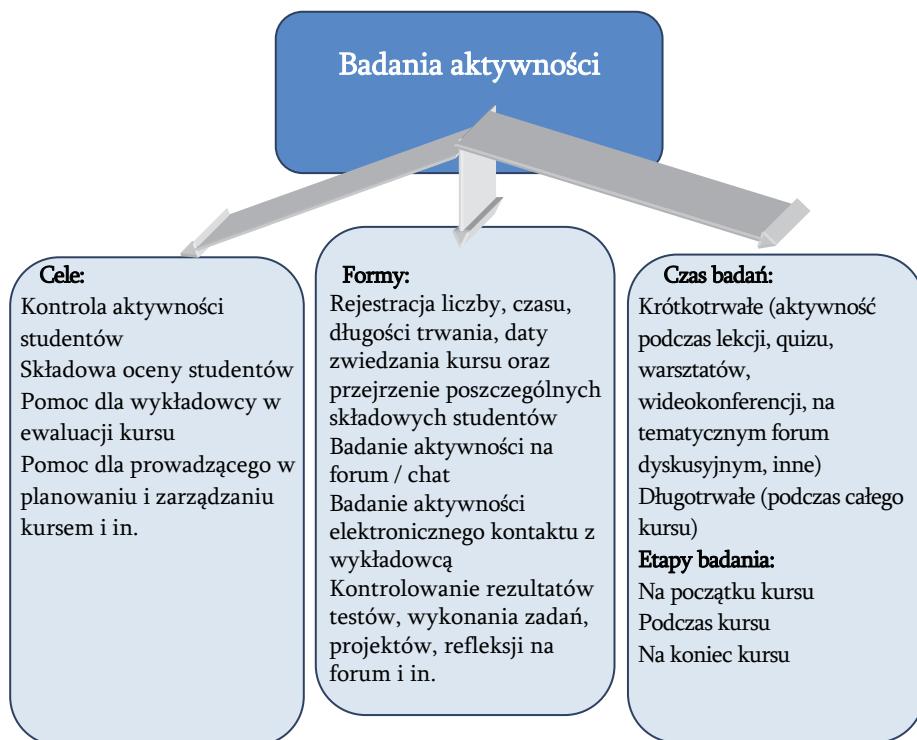 Badania aktywności
Cele:
Kontrola aktywności
studentów
Składowa oceny studentów
Pomoc dla wykładowcy w
ewaluacji kursu
Pomoc dla prowadzącego w
planowaniu i zarządzaniu
kursem i in.
Formy:
Rejestracja liczby, czasu,
długości trwania, daty
zwiedzania kursu oraz
przejrzenie poszczególnych
składowych studentów
Badanie aktywności na
forum / chat
Badanie aktywności
elektronicznego kontaktu z
wykładowcą
Kontrolowanie rezultatów
testów, wykonania zadań,
projektów, refleksji na
forum i in.
Czas badań:
Krótkotrwałe (aktywność
podczas lekcji, quizu,
warsztatów,
wideokonferencji, na
tematycznym forum
dyskusyjnym, inne)
Długotrwałe (podczas całego
kursu)
Etapy badania:
Na początku kursu
Podczas kursu
Na koniec kursu